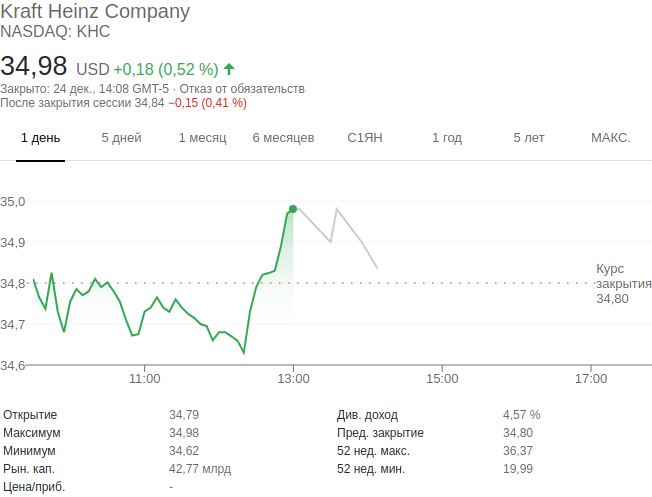 Kraft Heinz Company
NASDAQ: KHC
34,98 USD +0,18 (0,52 %)
Закрыто: 24 дек., 14:08 GMT-5 · Отказ от обязательств
После закрытия сессии 34,84 −0,15 (0,41 %)
1 день 5 дней 1 месяц 6 месяцев С1ЯН 1 год 5 лет МАКС.
35,0
34,9
34,8
34,7
34,6
Курс
закрытия
34,80
11:00 13:00 15:00 17:00
Открытие 34,79 Див. доход 4,57 %
Максимум 34,98 Пред. закрытие 34,80
Минимум 34,62 52 нед. макс. 36,37
Рын. кап. 42,77 млрд 52 нед. мин. 19,99
Цена/приб. -